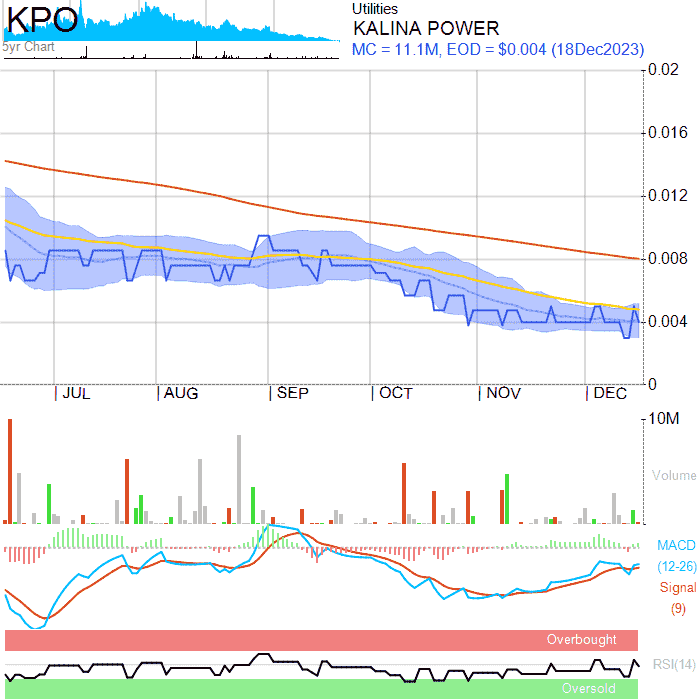 KPO
5yr Chart
Utilities
KALINA POWER
MC = 11.1M, EOD = $0.004 (18Dec2023)
0.02
0.016
0.012
0.008
0.004
0
JUL AUG SEP OCT NOV DEC
10M
Volume
MACD
(12-26)
Signal
(9)
Overbought
RSI(14)
Oversold